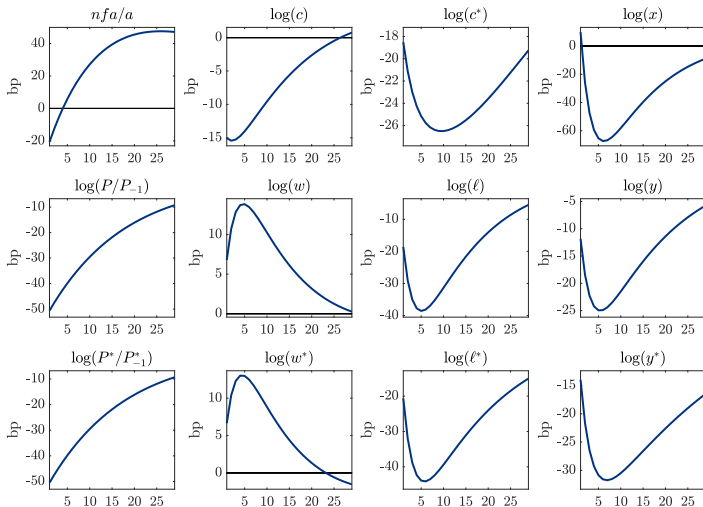 nfa/a log(c) log(c*) log(x)
bp 40 20 0 -20 0 -5 -10 -15 -18 -20 -22 -24 -26 0 -20 -40 -60
5 10 15 20 25 5 10 15 20 25 5 10 15 20 25 5 10 15 20 25
log(P/P₋₁) log(w) log(ℓ) log(y)
bp -10 -20 -30 -40 -50 10 5 0 -10 -20 -30 -40 -5 -10 -15 -20 -25
5 10 15 20 25 5 10 15 20 25 5 10 15 20 25 5 10 15 20 25
log(P*/P*₋₁) log(w*) log(ℓ*) log(y*)
bp -10 -20 -30 -40 -50 bp 10 5 0 bp -20 -40 bp -15 -20 -25 -30
5 10 15 20 25 5 10 15 20 25 5 10 15 20 25 5 10 15 20 25